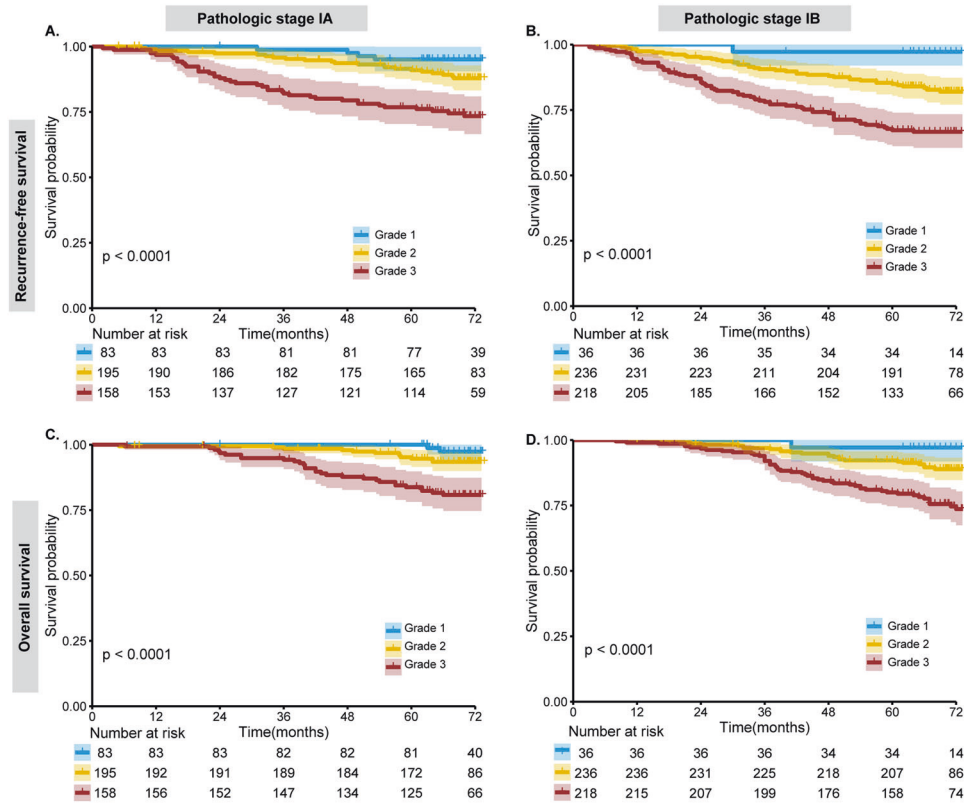 Pathologic stage IA
Pathologic stage IB
Recurrence-free survival
A.
Survival probability
1.00
0.75
0.50
0.25
0.00
Grade 1
Grade 2
Grade 3
p < 0.0001
0 12 24 36 48 60 72
Number at risk Time(months)
83 83 83 81 81 77 39
195 190 186 182 175 165 83
158 153 137 127 121 114 59
B.
Survival probability
1.00
0.75
0.50
0.25
0.00
Grade 1
Grade 2
Grade 3
p < 0.0001
0 12 24 36 48 60 72
Number at risk Time(months)
36 36 36 35 34 34 14
236 231 223 211 204 191 78
218 205 185 166 152 133 66
Overall survival
C.
Survival probability
1.00
0.75
0.50
0.25
0.00
Grade 1
Grade 2
Grade 3
p < 0.0001
0 12 24 36 48 60 72
Number at risk Time(months)
83 83 83 82 82 81 40
195 192 191 189 184 172 86
158 156 152 147 134 125 66
D.
Survival probability
1.00
0.75
0.50
0.25
0.00
Grade 1
Grade 2
Grade 3
p < 0.0001
0 12 24 36 48 60 72
Number at risk Time(months)
36 36 36 36 34 34 14
236 236 231 225 218 207 86
218 215 207 199 176 158 74